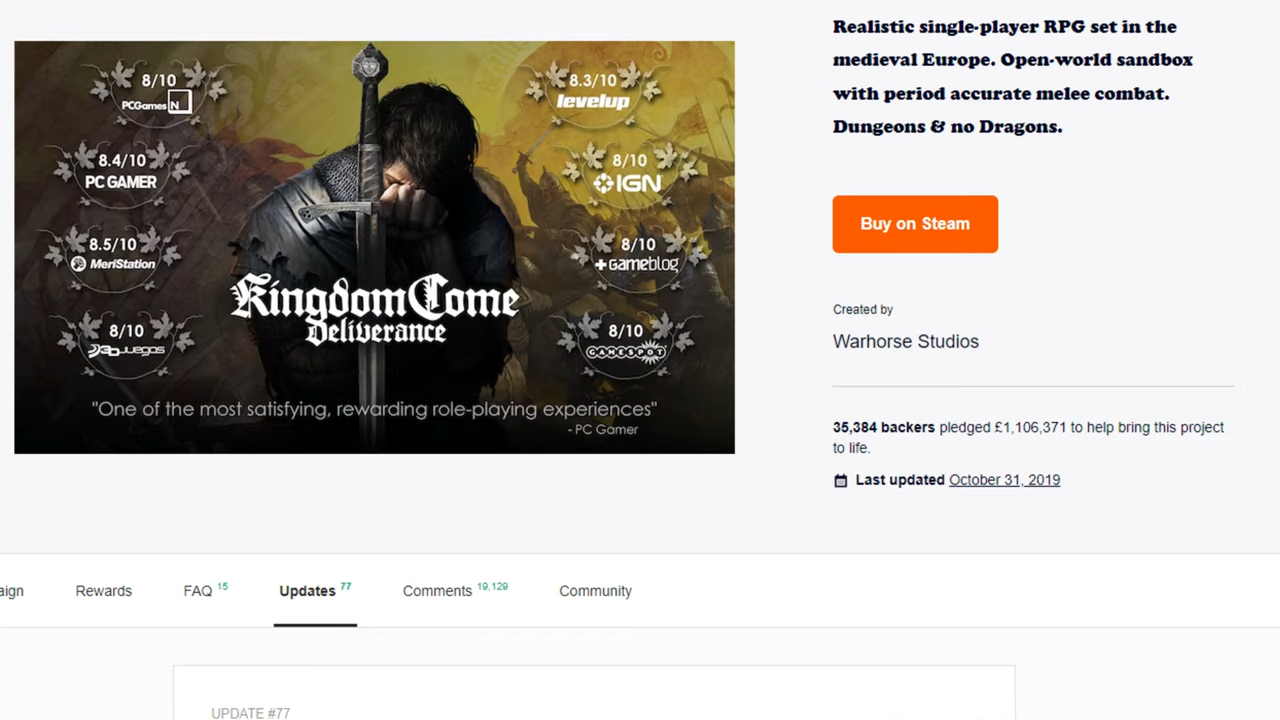 8/10
PCGamesN
8.4/10
PC GAMER
8.5/10
MeriStation
8/10
3DJUEGOS
8.3/10
levelup
8/10
IGN
8/10
+Gameblog
8/10
GAMESPOT
Kingdom Come
Deliverance
"One of the most satisfying, rewarding role-playing experiences"
- PC Gamer
Realistic single-player RPG set in the
medieval Europe. Open-world sandbox
with period accurate melee combat.
Dungeons & no Dragons.
Buy on Steam
Created by
Warhorse Studios
35,384 backers pledged £1,106,371 to help bring this project
to life.
Last updated October 31, 2019
aign Rewards FAQ 15 Updates 77 Comments 19,129 Community
UPDATE #77